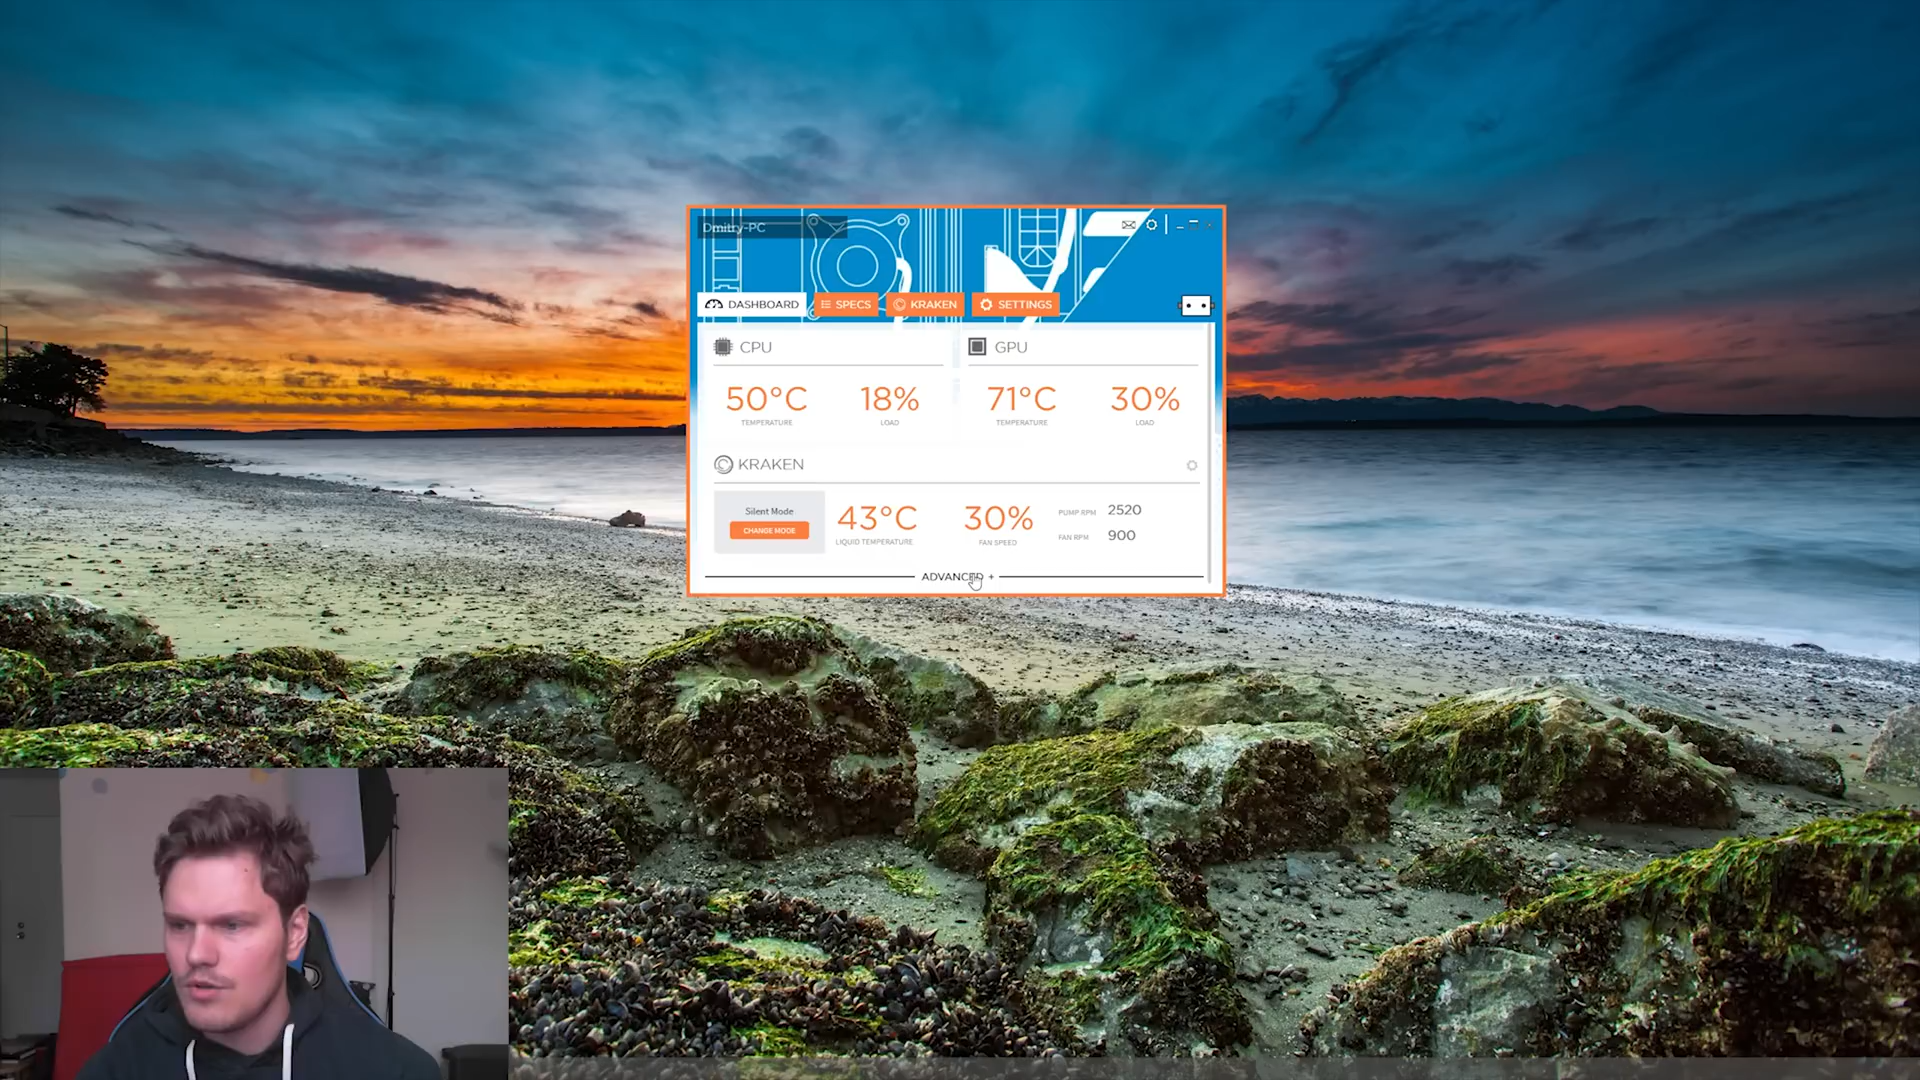 Dmitry-PC
DASHBOARD SPECS KRAKEN SETTINGS
CPU GPU
50°C 18% 71°C 30%
TEMPERATURE LOAD TEMPERATURE LOAD
KRAKEN
Silent Mode
CHANGE MODE
43°C 30%
LIQUID TEMPERATURE FAN SPEED
PUMP RPM 2520
FAN RPM 900
ADVANCED +